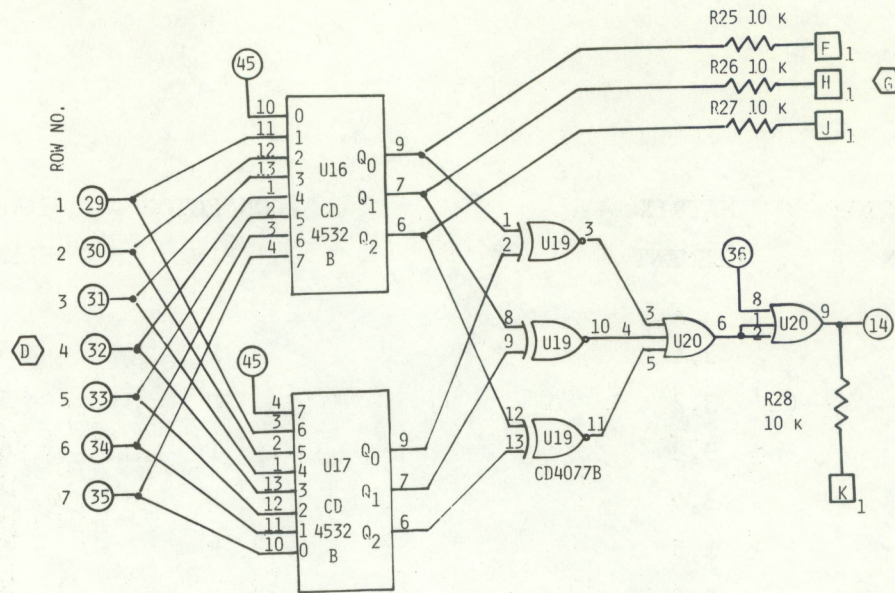 R25 10 K
F 1
R26 10 K
H 1
G
R27 10 K
J 1
ROW NO.
45
10 0
11 1
12 2
13 3
1 4
2 5
3 6
4 7
U16
CD
4532
B
Q0 9
Q1 7
Q2 6
1 29
2 30
3 31
D 4 32
5 33
6 34
7 35
45
4 7
3 6
2 5
1 4
13 3
12 2
11 1
10 0
U17
CD
4532
B
Q0 9
Q1 7
Q2 6
1
2 U19 3
8
9 U19 10
12
13 U19 11
CD4077B
3
4 U20 6
5
36
8
1 U20 9
2
14
R28
10 K
K 1